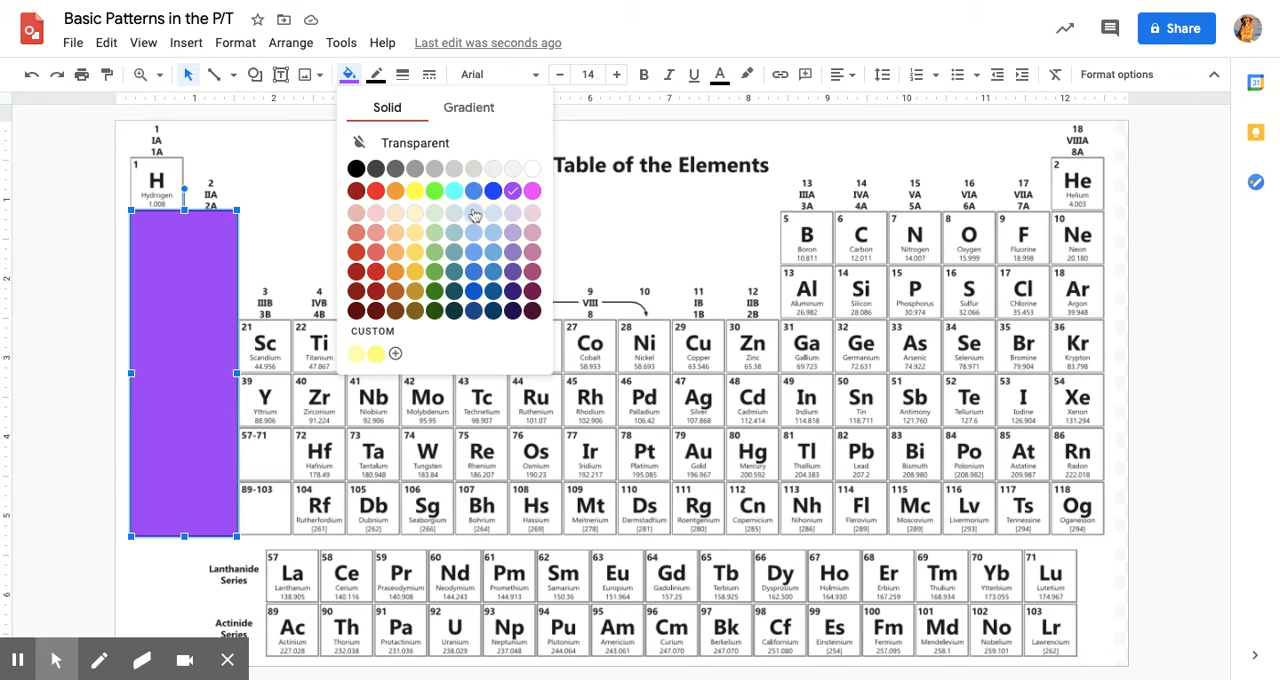 Basic Patterns in the P/T
File Edit View Insert Format Arrange Tools Help Last edit was seconds ago
Share
Arial 14 B I U A Format options
1 2 6 7 8 9 10 11 12
Solid Gradient
Transparent
CUSTOM
Table of the Elements
1
IA
1A
2
IIA
2A
3
IIIB
3B
4
IVB
4B
9
VIII
8
10
11
IB
1B
12
IIB
2B
13
IIIA
3A
14
IVA
4A
15
VA
5A
16
VIA
6A
17
VIIA
7A
18
VIIIA
8A
1 H Hydrogen 1.008
2 He Helium 4.003
5 B Boron 10.811
6 C Carbon 12.011
7 N Nitrogen 14.007
8 O Oxygen 15.999
9 F Fluorine 18.998
10 Ne Neon 20.180
13 Al Aluminum 26.982
14 Si Silicon 28.086
15 P Phosphorus 30.974
16 S Sulfur 32.066
17 Cl Chlorine 35.453
18 Ar Argon 39.948
21 Sc Scandium 44.956
22 Ti Titanium 47.867
27 Co Cobalt 58.933
28 Ni Nickel 58.693
29 Cu Copper 63.546
30 Zn Zinc 65.38
31 Ga Gallium 69.723
32 Ge Germanium 72.631
33 As Arsenic 74.922
34 Se Selenium 78.971
35 Br Bromine 79.904
36 Kr Krypton 83.798
39 Y Yttrium 88.906
40 Zr Zirconium 91.224
41 Nb Niobium 92.906
42 Mo Molybdenum 95.95
43 Tc Technetium 98.907
44 Ru Ruthenium 101.07
45 Rh Rhodium 102.906
46 Pd Palladium 106.42
47 Ag Silver 107.868
48 Cd Cadmium 112.414
49 In Indium 114.818
50 Sn Tin 118.711
51 Sb Antimony 121.760
52 Te Tellurium 127.6
53 I Iodine 126.904
54 Xe Xenon 131.294
57-71
72 Hf Hafnium 178.49
73 Ta Tantalum 180.948
74 W Tungsten 183.84
75 Re Rhenium 186.207
76 Os Osmium 190.23
77 Ir Iridium 192.217
78 Pt Platinum 195.085
79 Au Gold 196.967
80 Hg Mercury 200.592
81 Tl Thallium 204.383
82 Pb Lead 207.2
83 Bi Bismuth 208.980
84 Po Polonium [208.982]
85 At Astatine 209.987
86 Rn Radon 222.018
89-103
104 Rf Rutherfordium [261]
105 Db Dubnium [262]
106 Sg Seaborgium [266]
107 Bh Bohrium [264]
108 Hs Hassium [269]
109 Mt Meitnerium [278]
110 Ds Darmstadtium [281]
111 Rg Roentgenium [280]
112 Cn Copernicium [285]
113 Nh Nihonium [286]
114 Fl Flerovium [289]
115 Mc Moscovium [289]
116 Lv Livermorium [293]
117 Ts Tennessine [294]
118 Og Oganesson [294]
Lanthanide
Series
57 La Lanthanum 138.905
58 Ce Cerium 140.116
59 Pr Praseodymium 140.908
60 Nd Neodymium 144.243
61 Pm Promethium 144.913
62 Sm Samarium 150.36
63 Eu Europium 151.964
64 Gd Gadolinium 157.25
65 Tb Terbium 158.925
66 Dy Dysprosium 162.500
67 Ho Holmium 164.930
68 Er Erbium 167.259
69 Tm Thulium 168.934
70 Yb Ytterbium 173.055
71 Lu Lutetium 174.967
Actinide
Series
89 Ac Actinium 227.028
90 Th Thorium 232.038
91 Pa Protactinium 231.036
92 U Uranium 238.029
93 Np Neptunium 237.048
94 Pu Plutonium 244.064
95 Am Americium 243.061
96 Cm Curium 247.070
97 Bk Berkelium 247.070
98 Cf Californium 251.080
99 Es Einsteinium [254]
100 Fm Fermium 257.095
101 Md Mendelevium 258.1
102 No Nobelium 259.101
103 Lr Lawrencium [262]